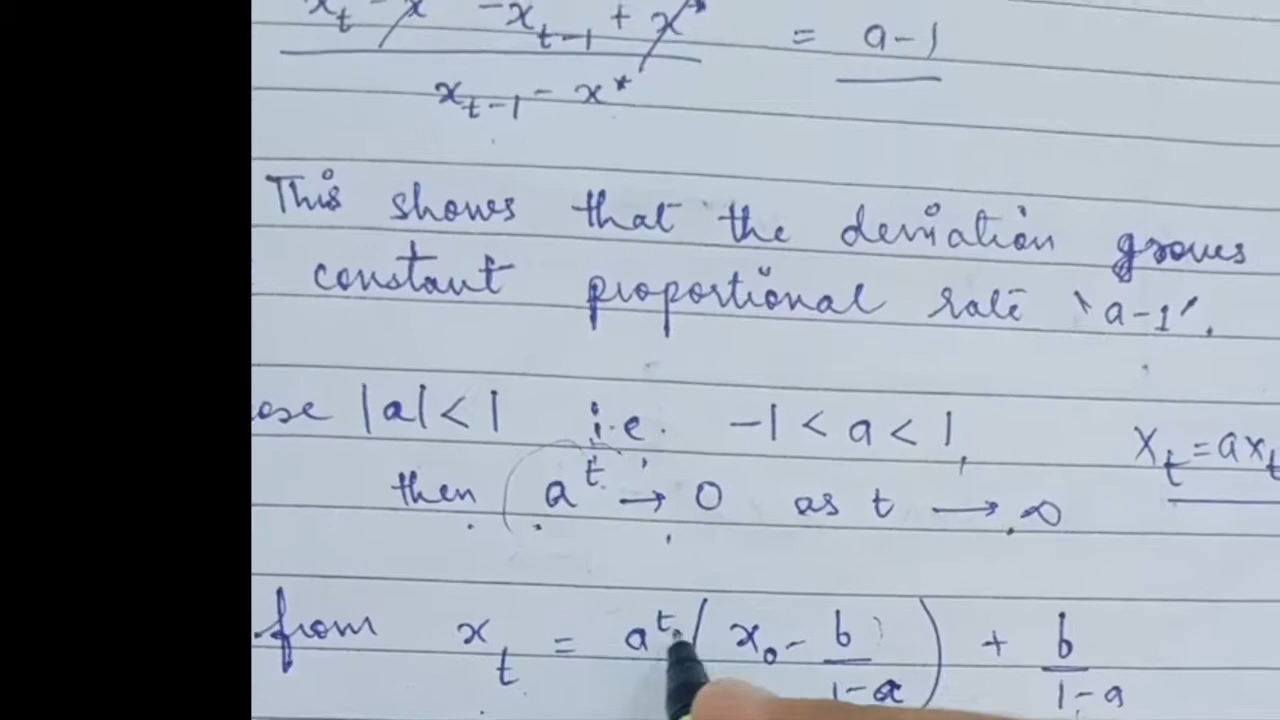 x_t - x - x_{t-1} + x* = a-1
x_{t-1} - x*
This shows that the deviation grows
constant proportional rate 'a-1'.
|a| < 1 i.e. -1 < a < 1,
then a^t → 0 as t → ∞
X_t = ax_t
from x_t = a^t ( x_0 - b/1-a ) + b/1-a